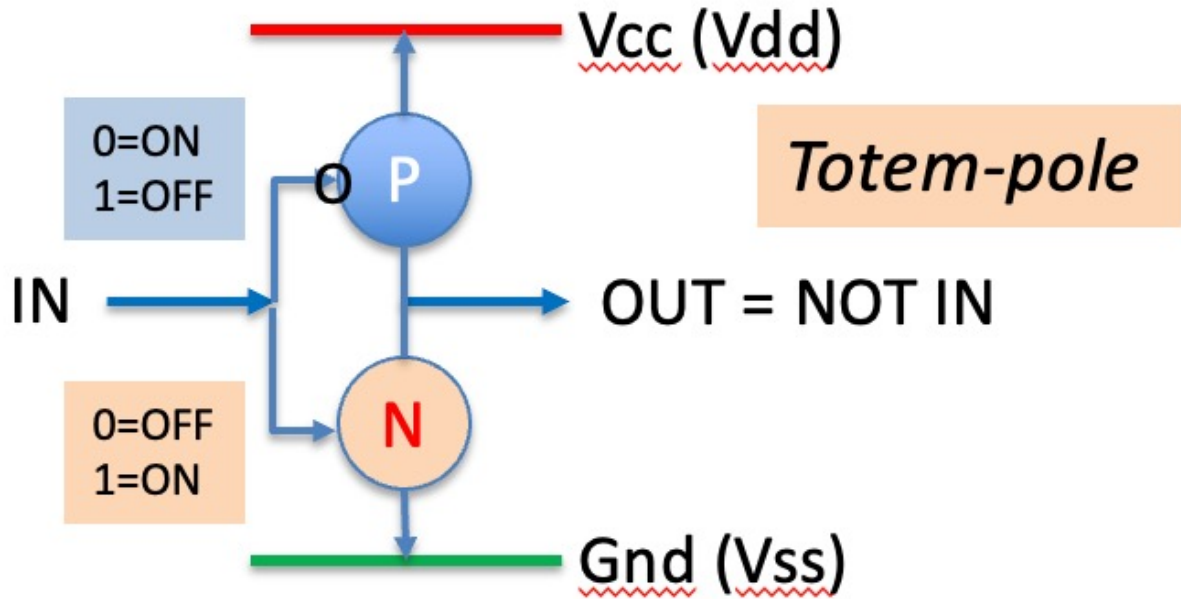 Vcc (Vdd)
0=ON
1=OFF
O
P
Totem-pole
IN
OUT = NOT IN
0=OFF
1=ON
N
Gnd (Vss)